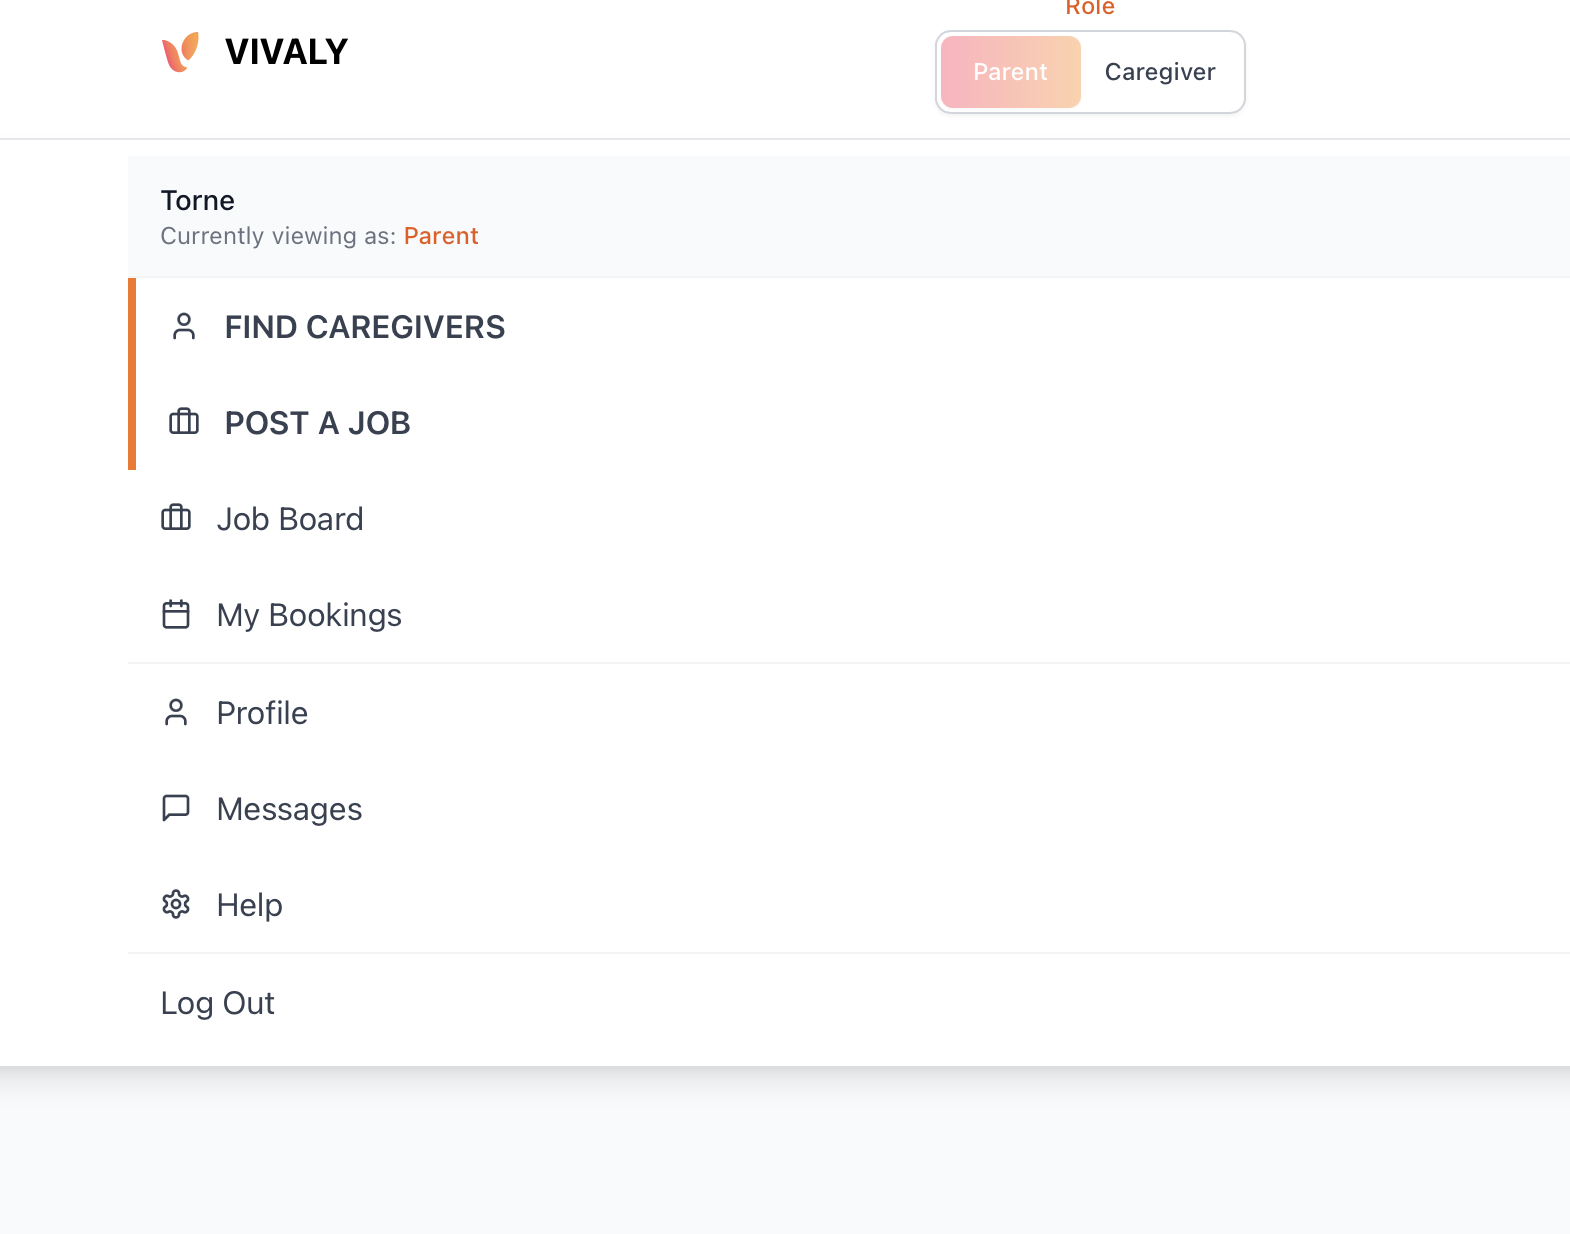 Role
VIVALY
Parent
Caregiver
Torne
Currently viewing as: Parent
FIND CAREGIVERS
POST A JOB
Job Board
My Bookings
Profile
Messages
Help
Log Out